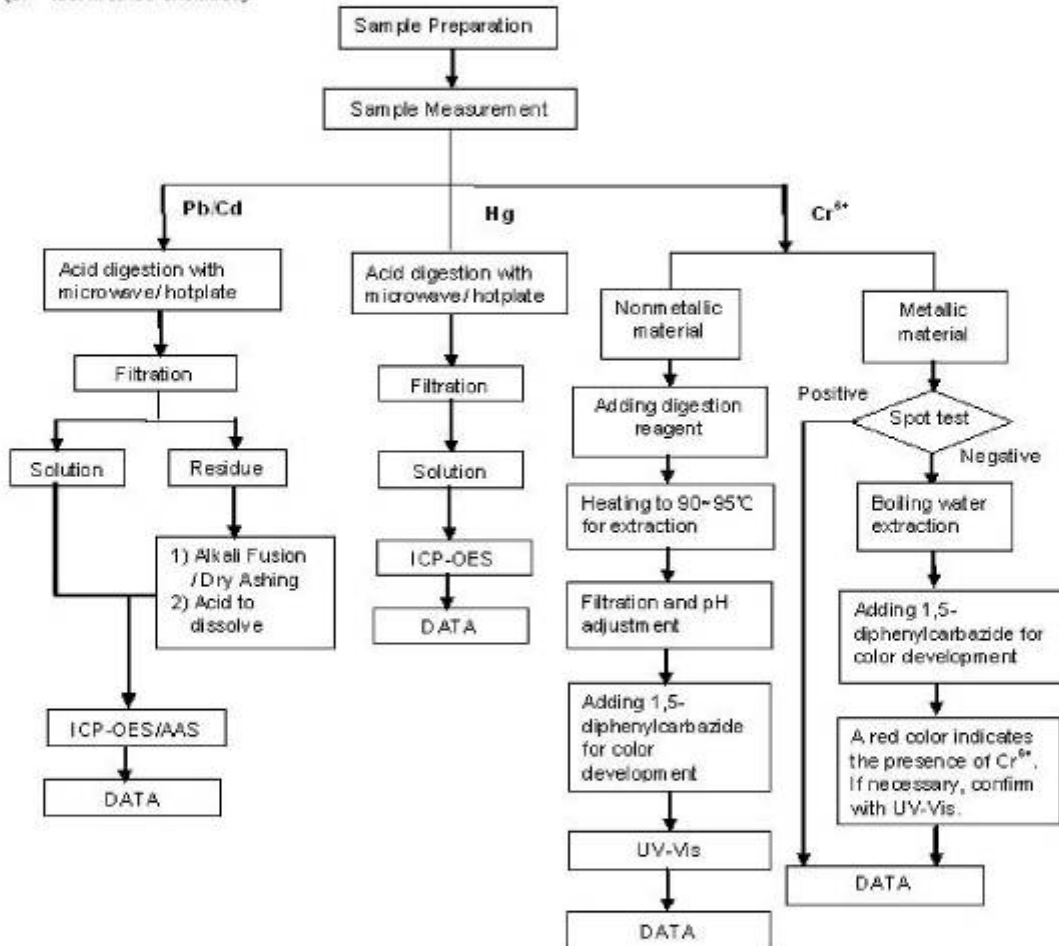 Sample Preparation
Sample Measurement
Pb/Cd
Hg
Cr⁶⁺
Acid digestion with
microwave/ hotplate
Filtration
Solution
Residue
1) Alkali Fusion
/Dry Ashing
2) Acid to
dissolve
ICP-OES/AAS
DATA
Acid digestion with
microwave/ hotplate
Filtration
Solution
ICP-OES
DATA
Nonmetallic
material
Adding digestion
reagent
Heating to 90~95℃
for extraction
Filtration and pH
adjustment
Adding 1,5-
diphenylcarbazide
for color
development
UV-Vis
DATA
Metallic
material
Positive
Spot test
Negative
Boiling water
extraction
Adding 1,5-
diphenylcarbazide for
color development
A red color indicates
the presence of Cr⁶⁺.
If necessary, confirm
with UV-Vis.
DATA